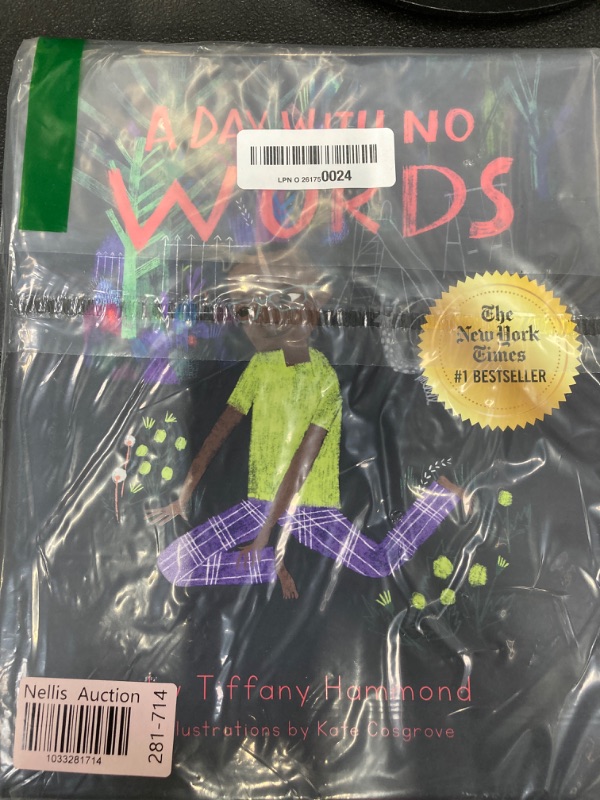 A DAY WITH NO
LPN O 26175 0024
WORDS
The
New York
Times
#1 BESTSELLER
Nellis Auction
1033281714
281-714
Tiffany Hammond
Illustrations by Kate Cosgrove